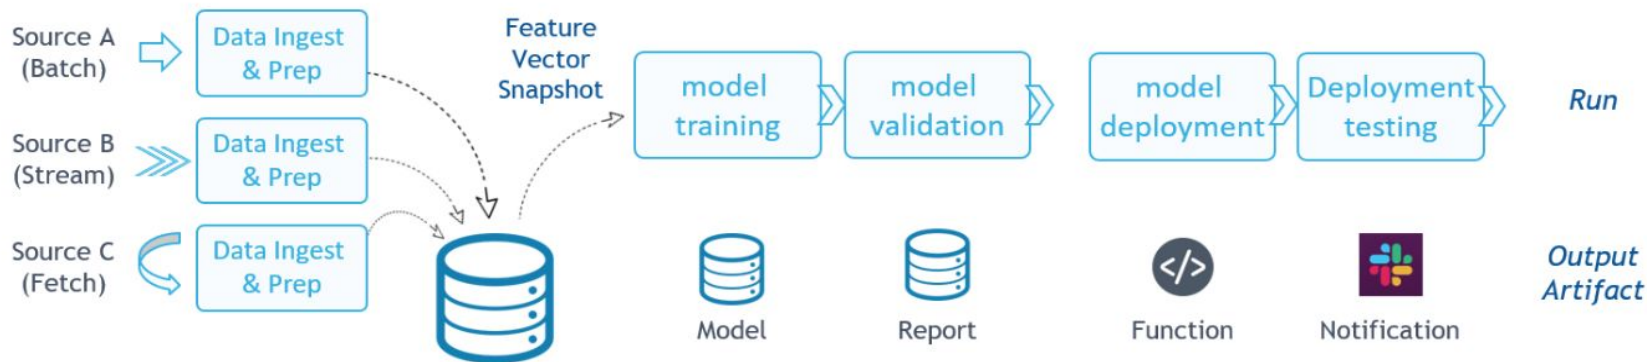 Source A
(Batch)
Data Ingest
& Prep
Source B
(Stream)
Data Ingest
& Prep
Source C
(Fetch)
Data Ingest
& Prep
Feature
Vector
Snapshot
model
training
model
validation
model
deployment
Deployment
testing
Run
</>
Model
Report
Function
Notification
Output
Artifact